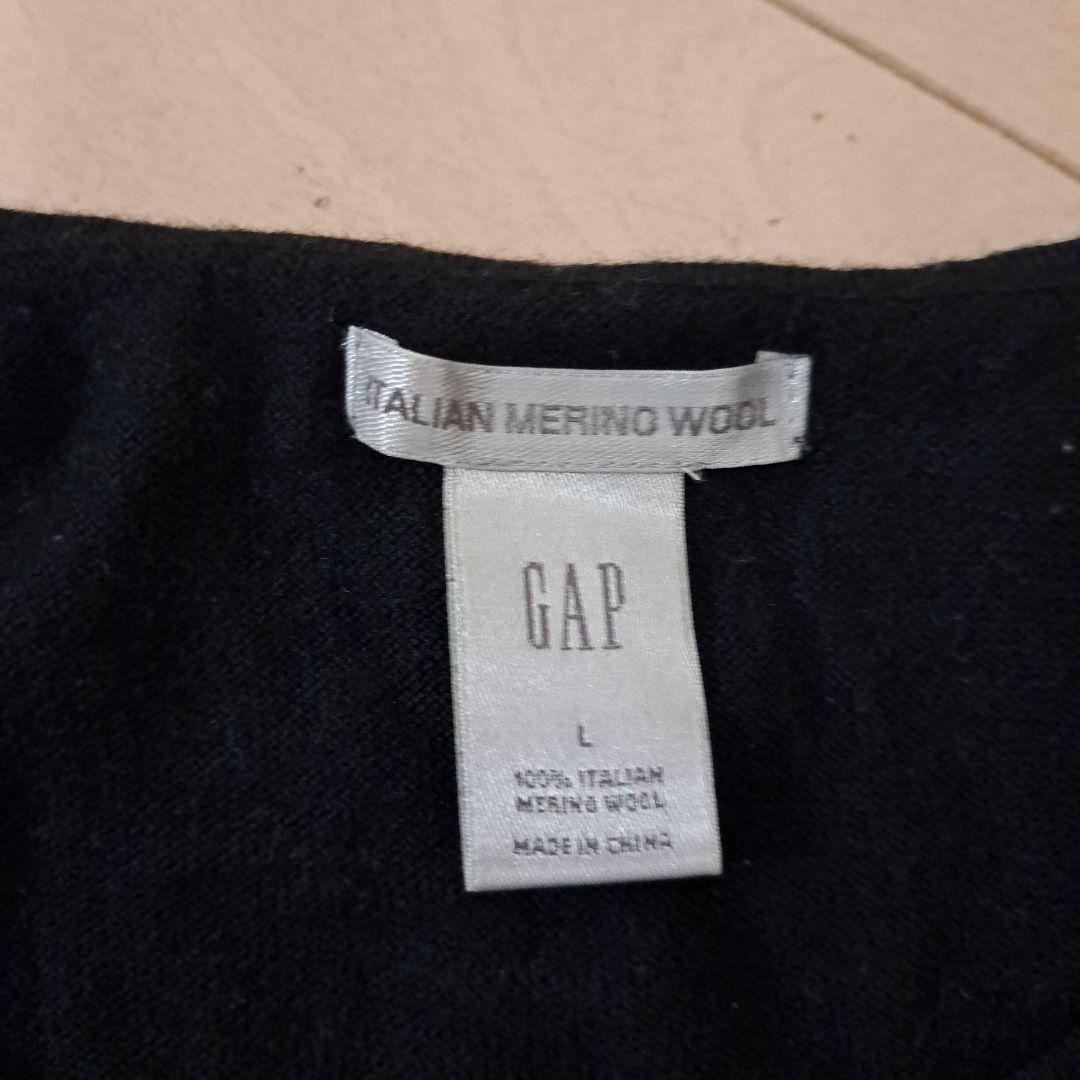 ITALIAN MERINO WOOL
GAP
L
100% ITALIAN
MERINO WOOL
MADE IN CHINA